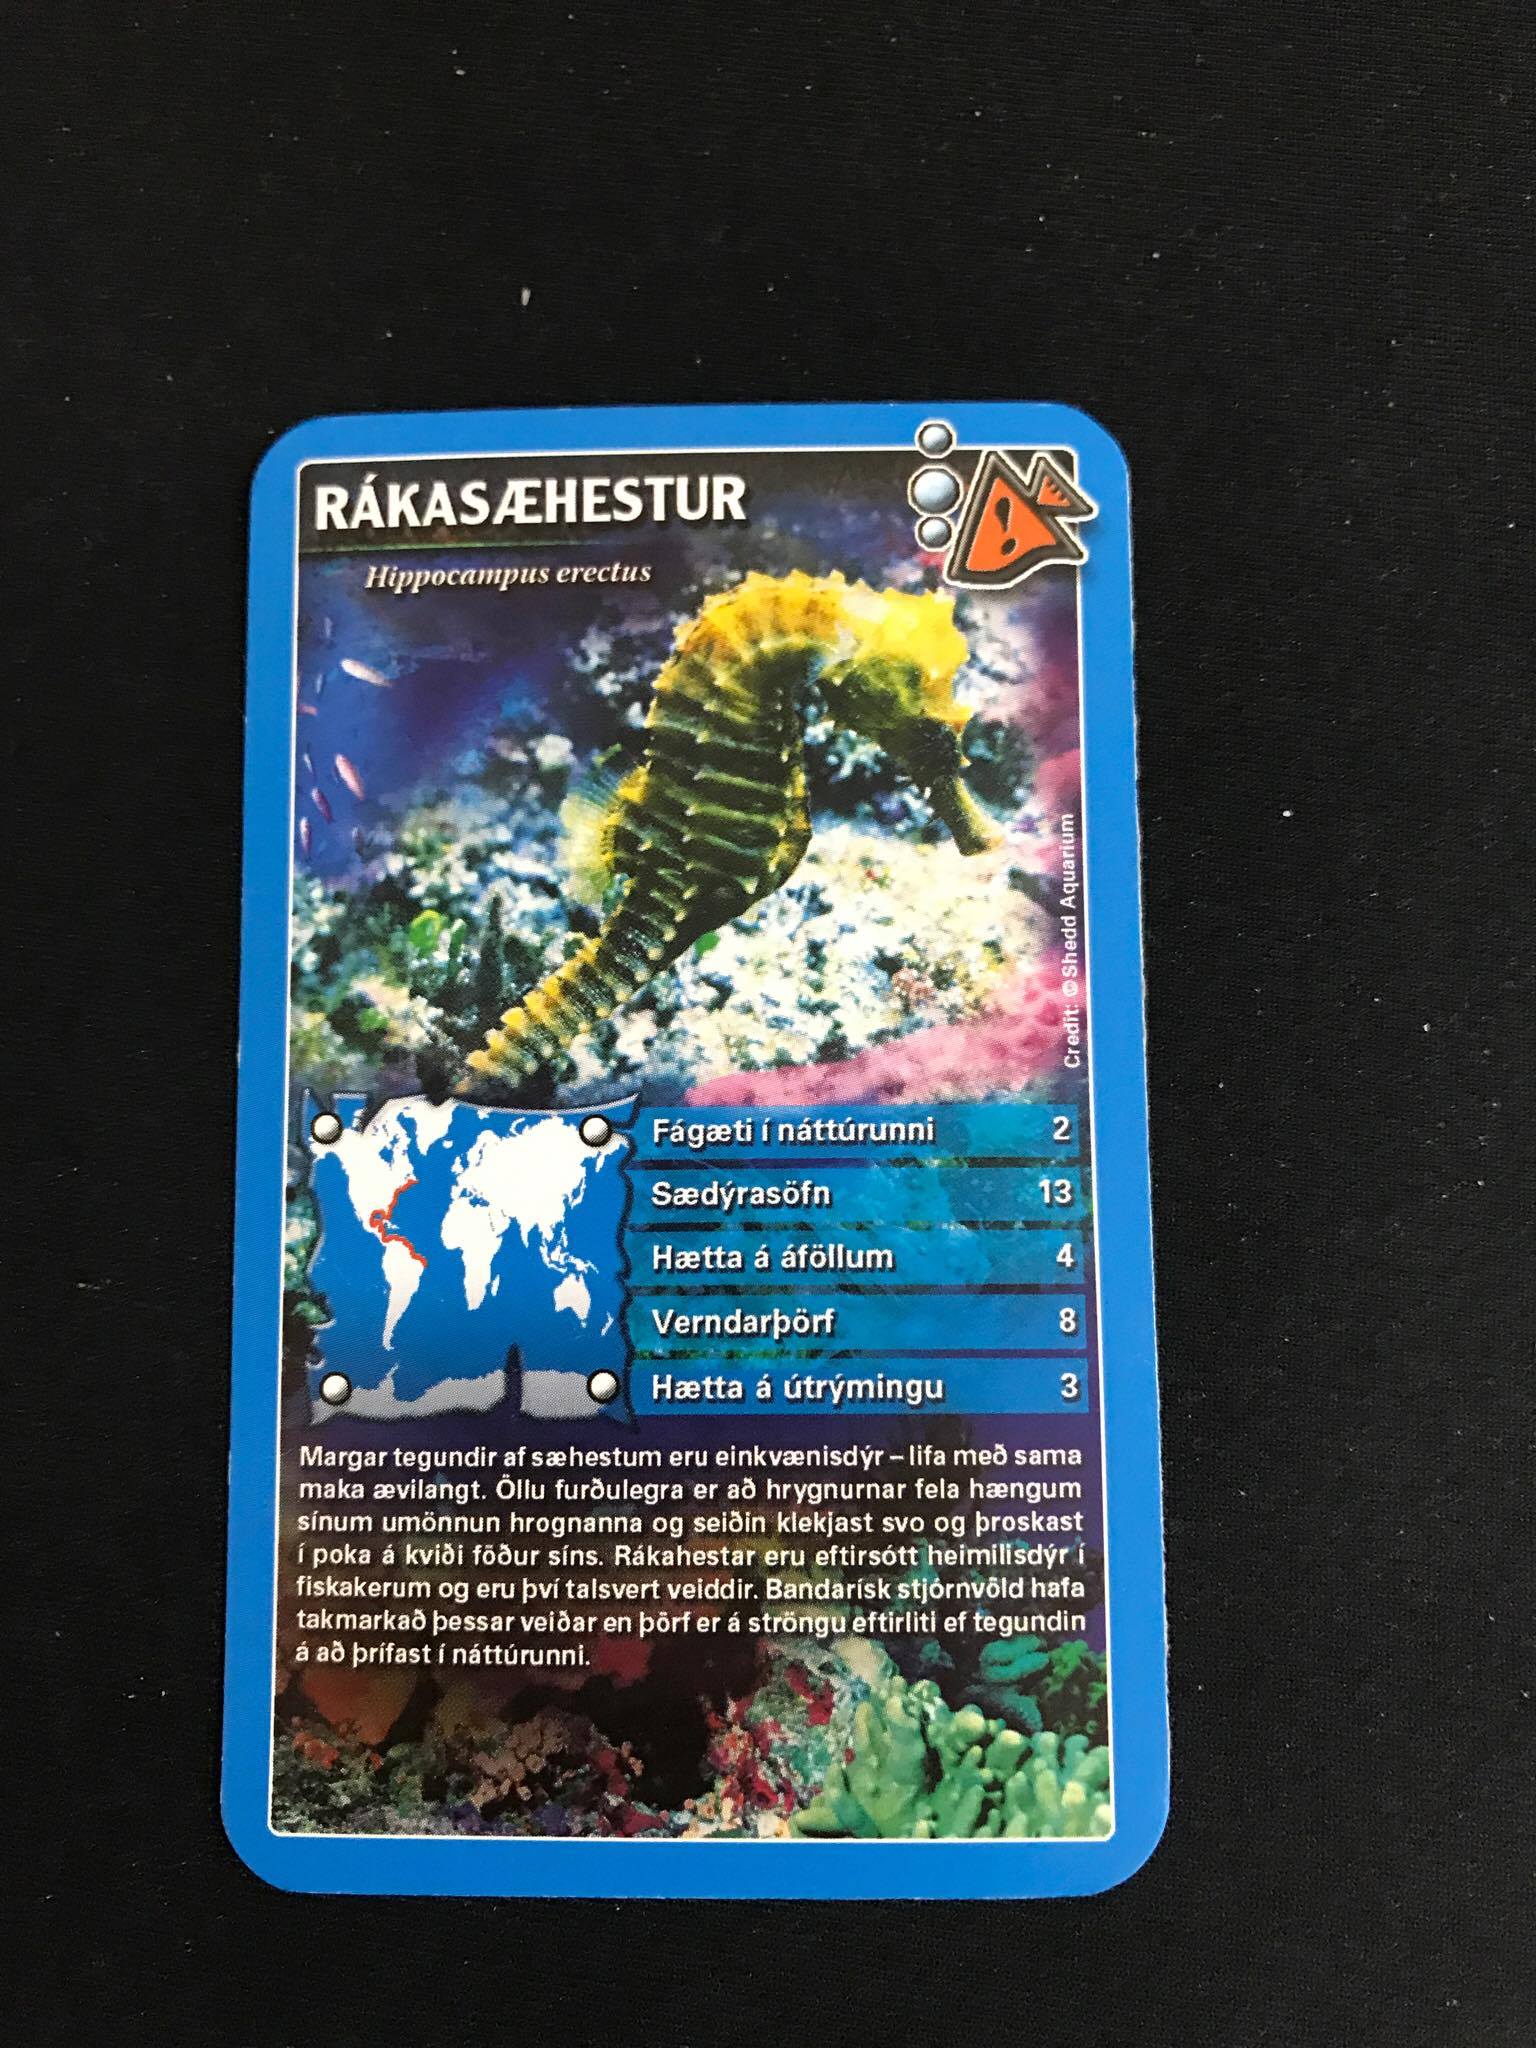 RÁKASÆHESTUR
Hippocampus erectus
Credit: ©Shedd Aquarium
Fágæti í náttúrunni 2
Sædýrasöfn 13
Hætta á áföllum 4
Verndarþörf 8
Hætta á útrýmingu 3
Margar tegundir af sæhestum eru einkvænisdýr – lifa með sama
maka ævilangt. Öllu furðulegra er að hrygnurnar fela hængum
sínum umönnun hrognanna og seiðin klekjast svo og þroskast
í poka á kviði föður síns. Rákahestar eru eftirsótt heimilisdýr í
fiskakerum og eru því talsvert veiddir. Bandarísk stjórnvöld hafa
takmarkað þessar veiðar en þörf er á ströngu eftirliti ef tegundin
á að þrífast í náttúrunni.